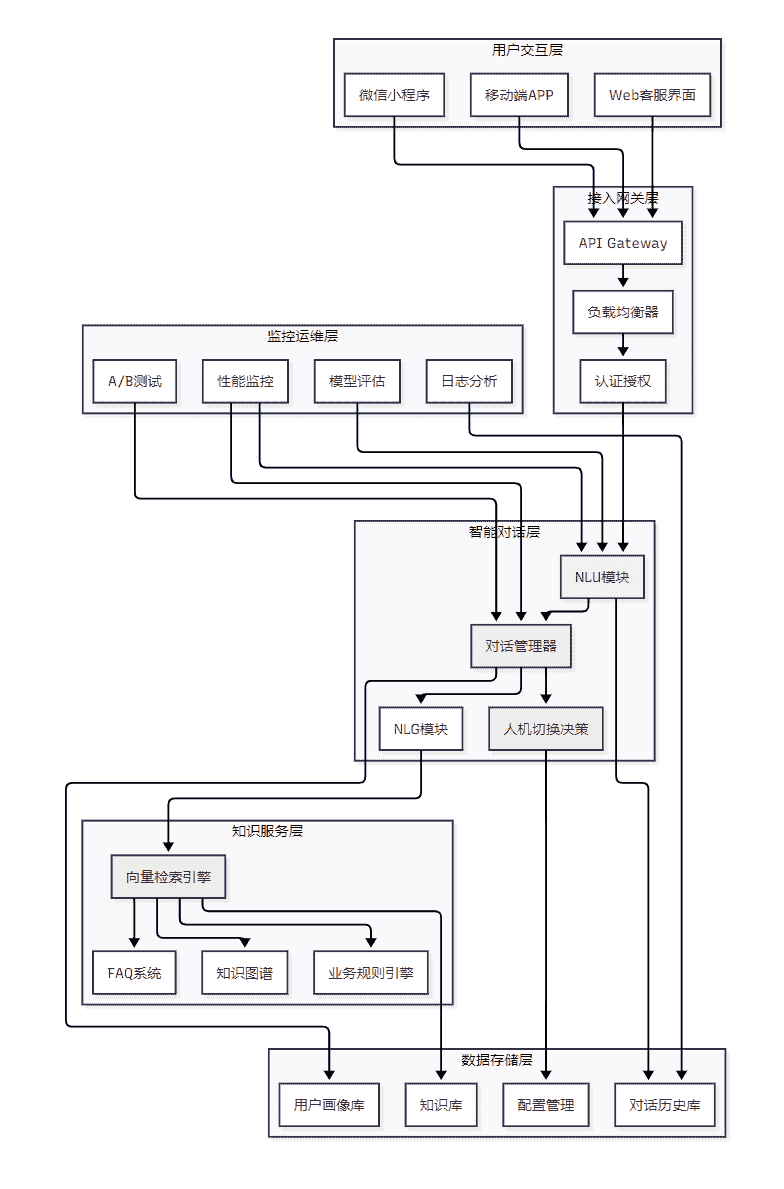 用户交互层
微信小程序
移动端APP
Web客服界面
接入网关层
API Gateway
负载均衡器
认证授权
监控运维层
A/B测试
性能监控
模型评估
日志分析
智能对话层
NLU模块
对话管理器
NLG模块
人机切换决策
知识服务层
向量检索引擎
FAQ系统
知识图谱
业务规则引擎
数据存储层
用户画像库
知识库
配置管理
对话历史库